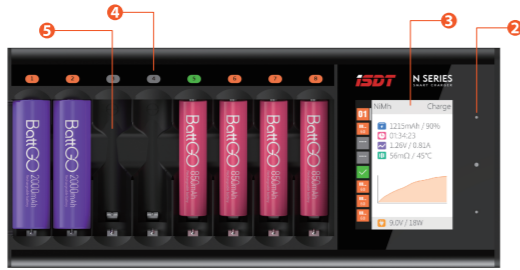 5
4
3
2
1
2
3
4
5
6
7
8
iSDT
N SERIES
SMART CHARGER
BattGO
2000mAh
BattGO
2000mAh
BattGO
850mAh
BattGO
850mAh
BattGO
850mAh
BattGO
850mAh
NiMh Charge
01
1215mAh / 90%
01:34:23
1.26V / 0.81A
56mΩ / 45°C
9.0V / 18W